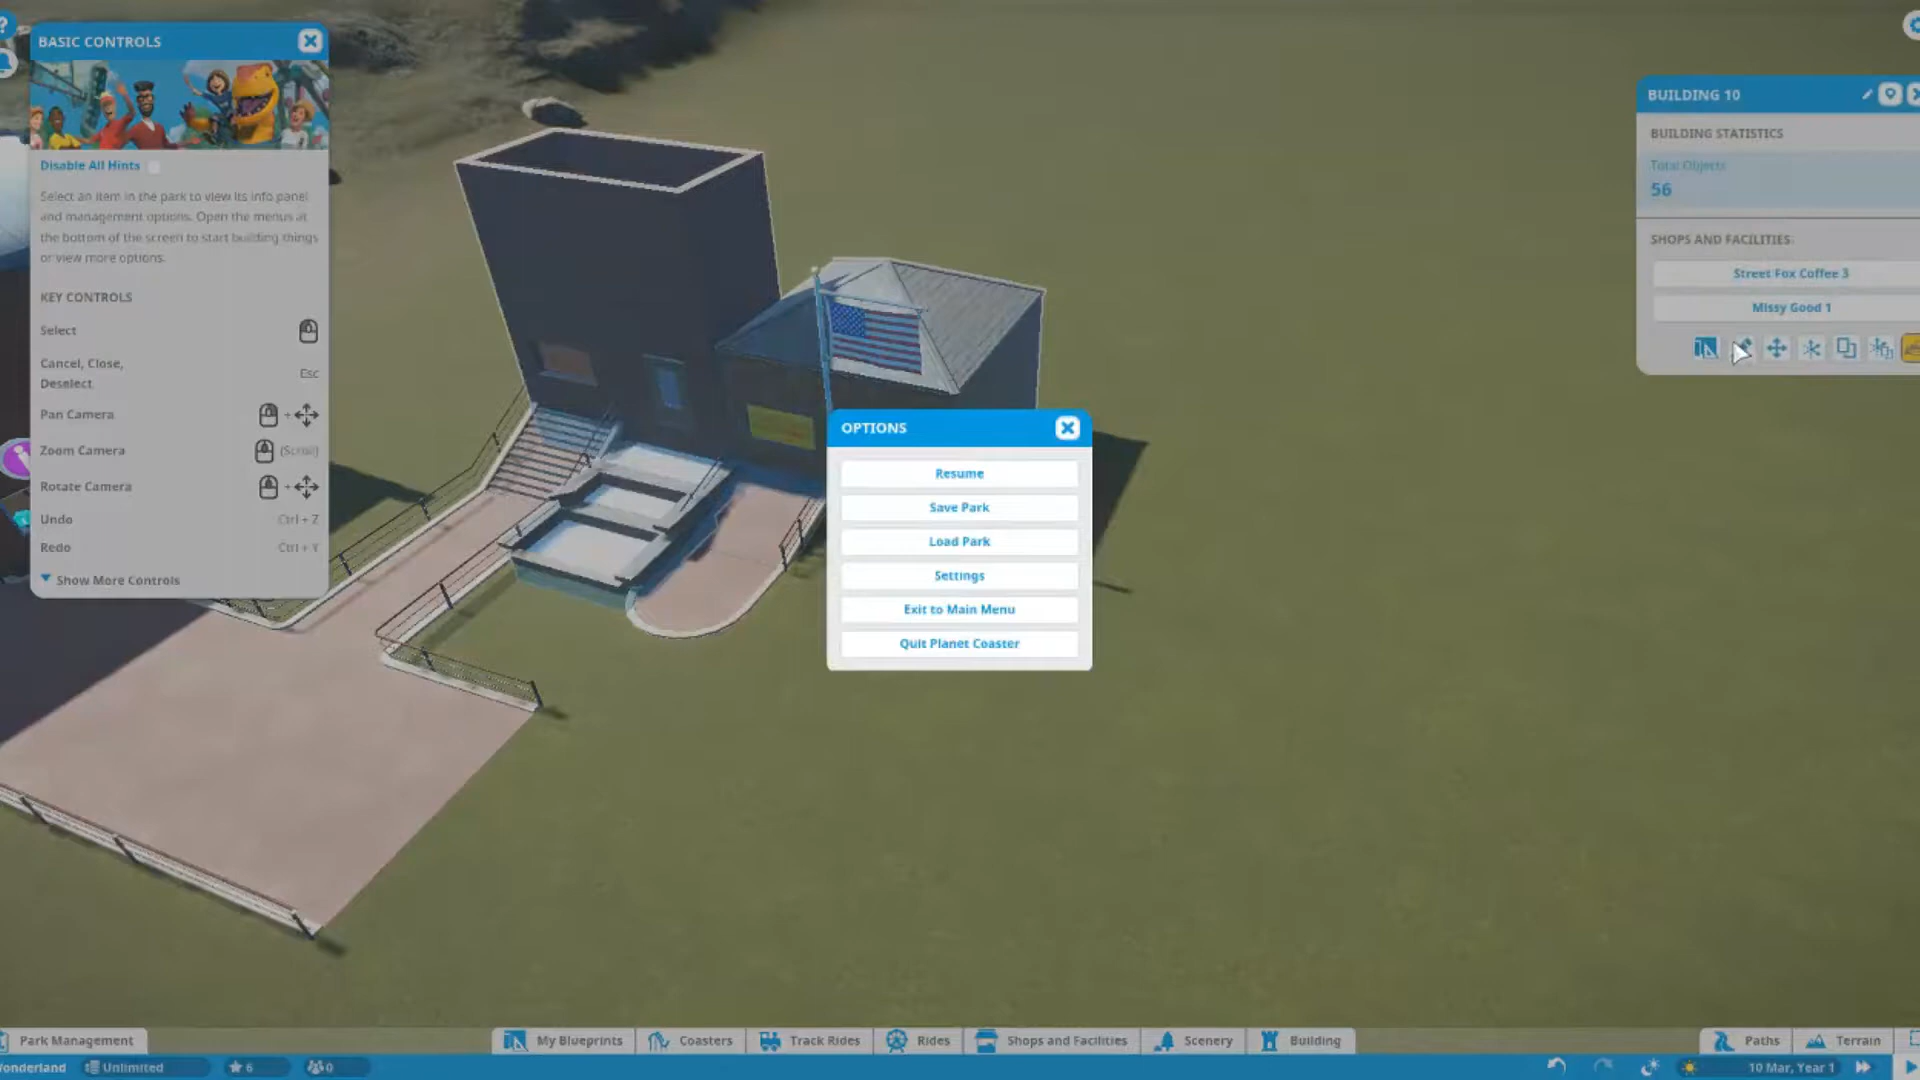 BASIC CONTROLS
Disable All Hints
Select an item in the park to view its info panel
and management options. Open the menus at
the bottom of the screen to start building things
or view more options.
KEY CONTROLS
Select
Cancel, Close,
Deselect
Esc
Pan Camera
+
Zoom Camera
(Scroll)
Rotate Camera
+
Undo
Ctrl + Z
Redo
Ctrl + Y
Show More Controls
OPTIONS
Resume
Save Park
Load Park
Settings
Exit to Main Menu
Quit Planet Coaster
BUILDING 10
BUILDING STATISTICS
Total Objects
56
SHOPS AND FACILITIES:
Street Fox Coffee 3
Missy Good 1
Park Management
My Blueprints
Coasters
Track Rides
Rides
Shops and Facilities
Scenery
Building
Paths
Terrain
onderland
Unlimited
6
0
10 Mar, Year 1